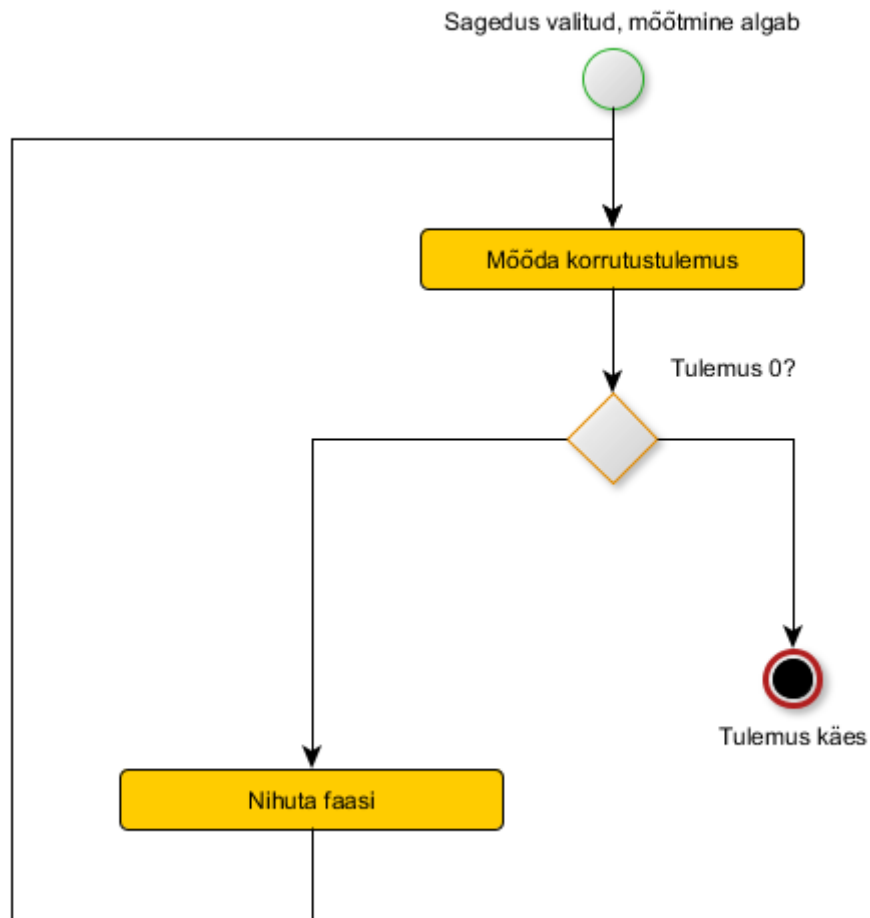 Sagedus valitud, mõõtmine algab
Mõõda korrutustulemus
Tulemus 0?
Tulemus käes
Nihuta faasi